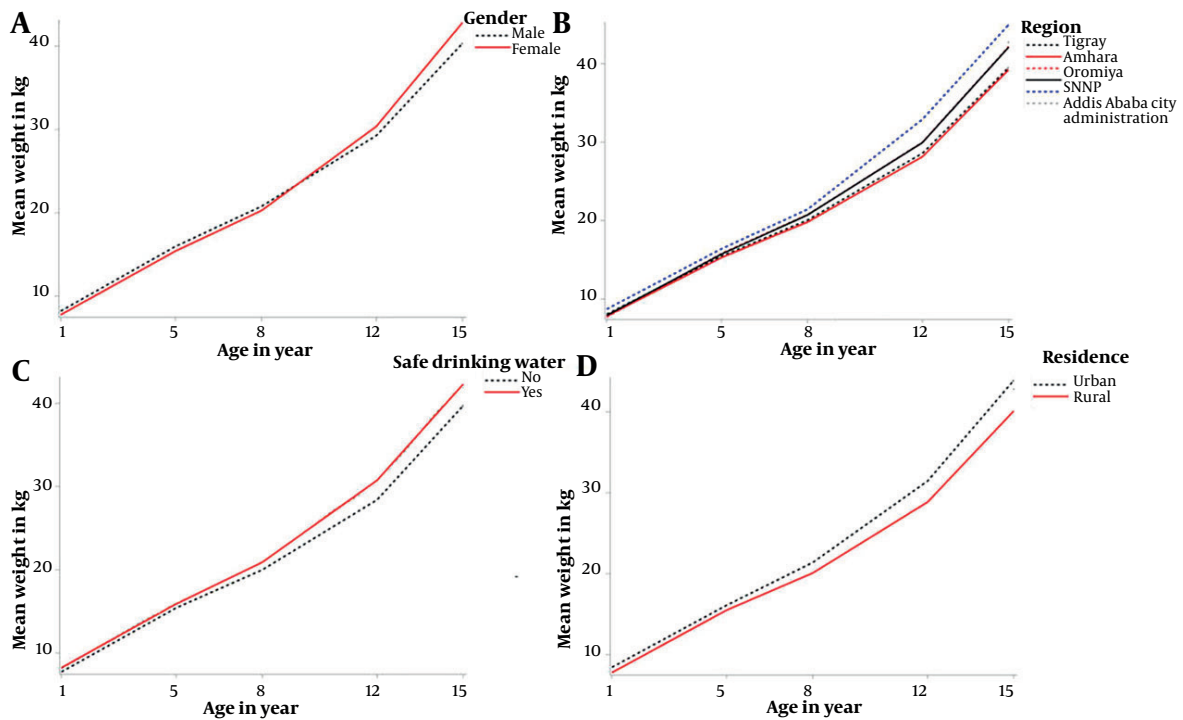 A
Gender
Male
Female
Mean weight in kg
40
30
20
10
1 5 8 12 15
Age in year
B
Region
Tigray
Amhara
Oromiya
SNNP
Addis Ababa city
administration
Mean weight in kg
40
30
20
10
1 5 8 12 15
Age in year
C
Safe drinking water
No
Yes
Mean weight in kg
40
30
20
10
1 5 8 12 15
Age in year
D
Residence
Urban
Rural
Mean weight in kg
40
30
20
10
1 5 8 12 15
Age in year